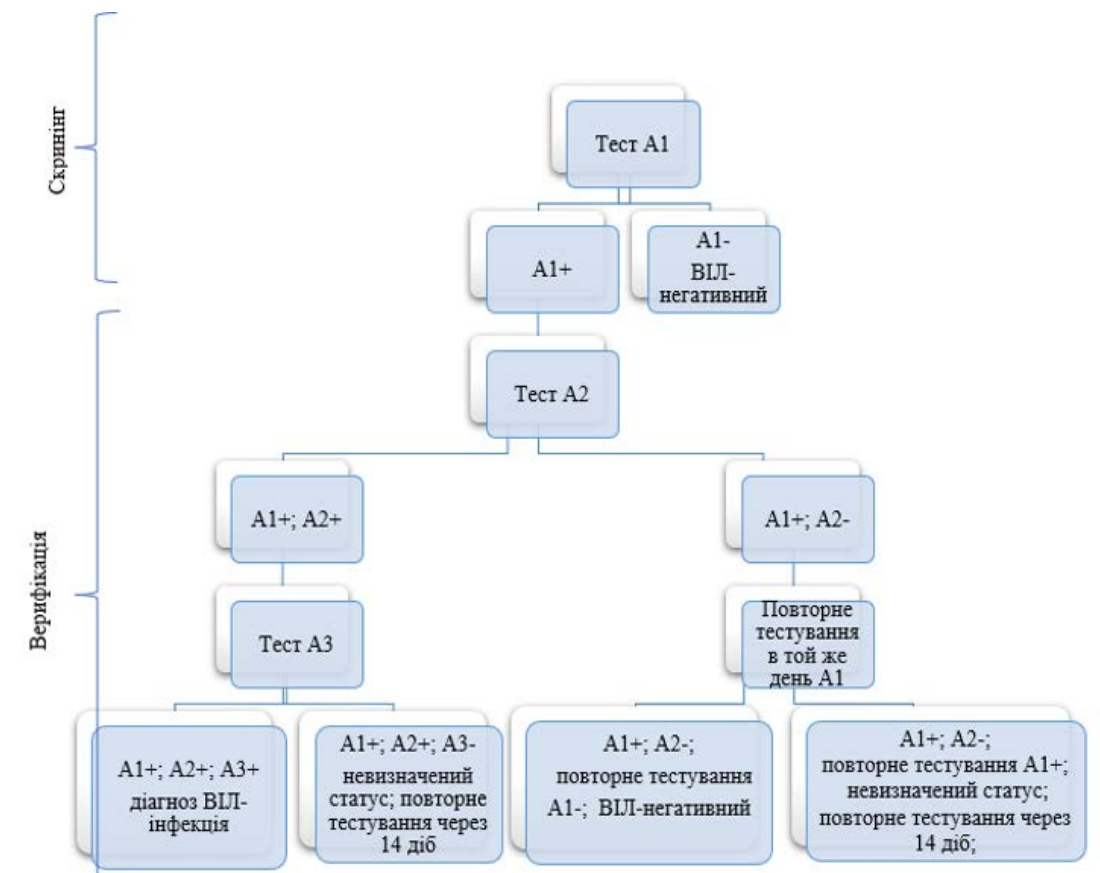 Скринінг
Тест А1
А1+
А1-
ВІЛ-
негативний
Верифікація
Тест А2
А1+; А2+
А1+; А2-
Тест А3
Повторне
тестування
в той же
день А1
А1+; А2+; А3+
діагноз ВІЛ-
інфекція
А1+; А2+; А3-
невизначений
статус; повторне
тестування через
14 діб
А1+; А2-;
повторне тестування
А1-; ВІЛ-негативний
А1+; А2-;
повторне тестування А1+;
невизначений статус;
повторне тестування через
14 діб;